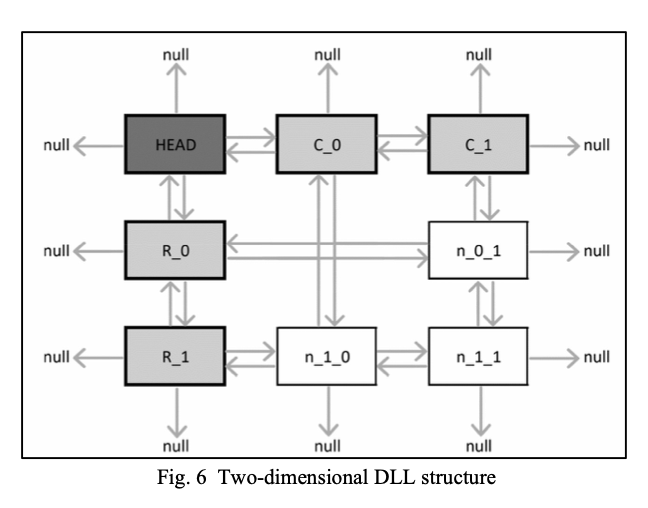 null null null
null HEAD C_0 C_1 null
null R_0 n_0_1 null
null R_1 n_1_0 n_1_1 null
null null null
Fig. 6 Two-dimensional DLL structure